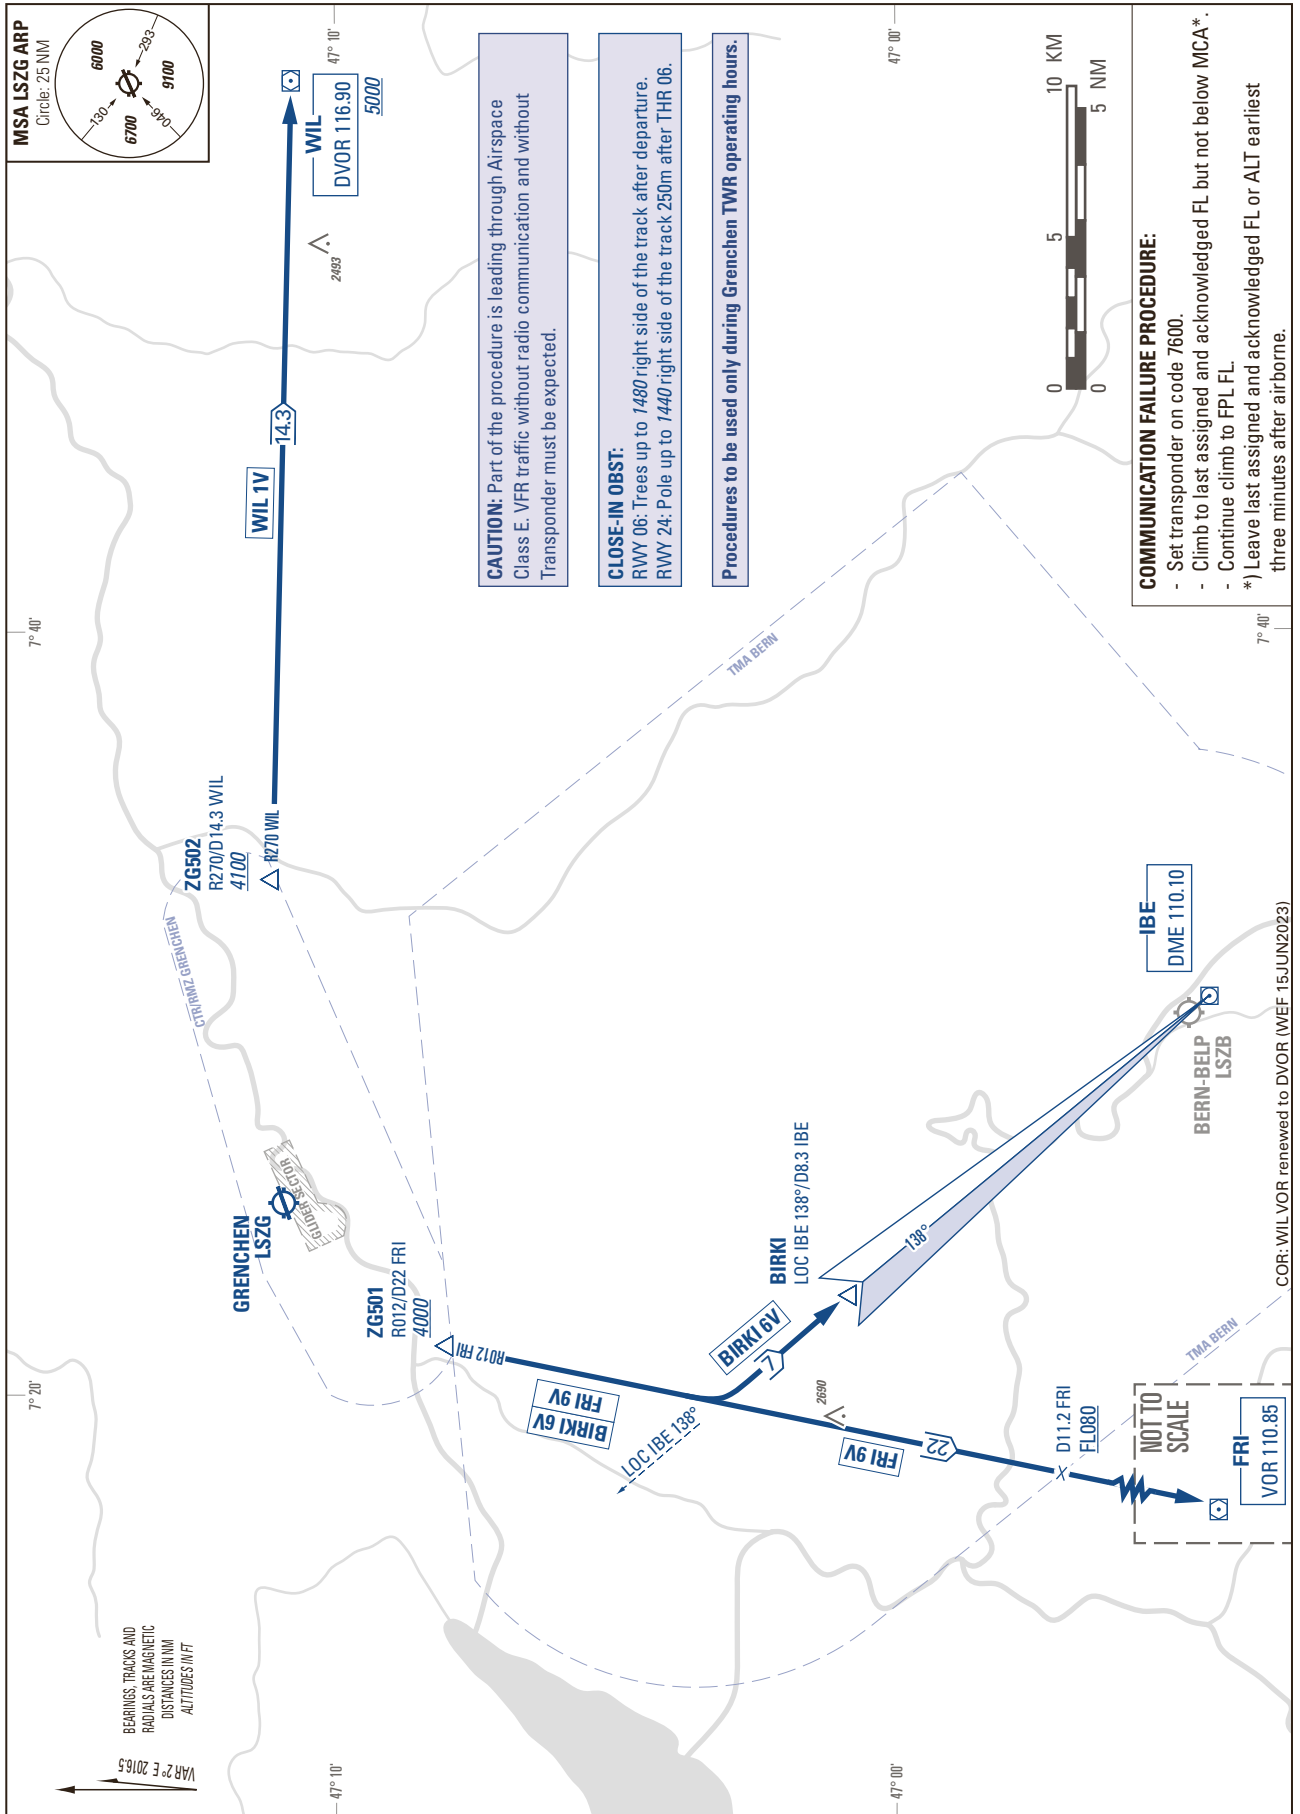 MSA LSZG ARP
Circle: 25 NM
130
293
046
6000
6700
9100
BEARINGS, TRACKS AND
RADIALS ARE MAGNETIC
DISTANCES IN NM
ALTITUDES IN FT
VAR 2° E 2016.5
7° 20'
7° 40'
47° 10'
47° 10'
47° 00'
47° 00'
7° 40'
CTR/RMZ GRENCHEN
GRENCHEN
LSZG
GLIDER SECTOR
ZG502
R270/D14.3 WIL
4100
R270 WIL
WIL 1V
14.3
WIL
DVOR 116.90
5000
2493
ZG501
R012/D22 FRI
4000
R012 FRI
FRI 9V
BIRKI 6V
LOC IBE 138°
BIRKI 6V
7
BIRKI
LOC IBE 138°/D8.3 IBE
138°
2690
FRI 9V
22
D11.2 FRI
FL080
NOT TO
SCALE
FRI
VOR 110.85
TMA BERN
TMA BERN
IBE
DME 110.10
BERN-BELP
LSZB
CAUTION: Part of the procedure is leading through Airspace
Class E. VFR traffic without radio communication and without
Transponder must be expected.
CLOSE-IN OBST:
RWY 06: Trees up to 1480 right side of the track after departure.
RWY 24: Pole up to 1440 right side of the track 250m after THR 06.
Procedures to be used only during Grenchen TWR operating hours.
0 5 10 KM
0 5 NM
COMMUNICATION FAILURE PROCEDURE:
- Set transponder on code 7600.
- Climb to last assigned and acknowledged FL but not below MCA*.
- Continue climb to FPL FL.
*) Leave last assigned and acknowledged FL or ALT earliest
three minutes after airborne.
COR: WIL VOR renewed to DVOR (WEF 15JUN2023)